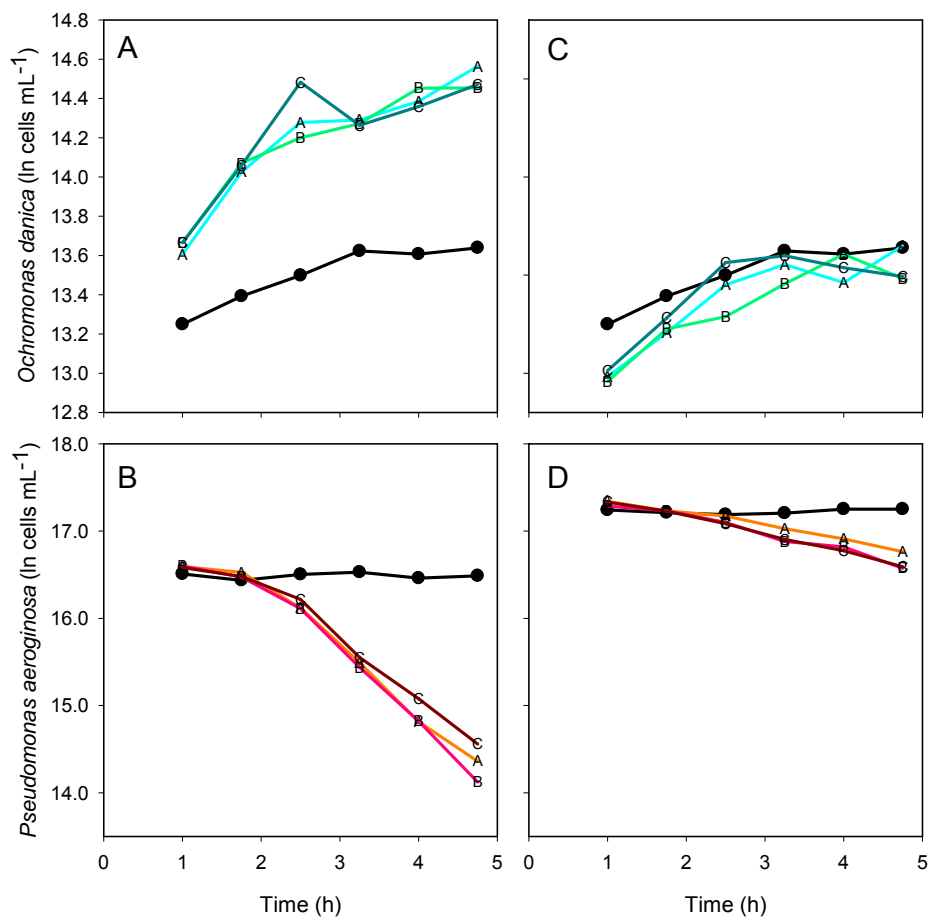 A
C
Ochromonas danica (ln cells mL⁻¹)
14.8
14.6
14.4
14.2
14.0
13.8
13.6
13.4
13.2
13.0
12.8
A A A A A A
B B B B B B
C C C C C C
A A A A A A
B B B B B B
C C C C C C
B
D
Pseudomonas aeroginosa (ln cells mL⁻¹)
18.0
17.0
16.0
15.0
14.0
A A A A A A
B B B B B B
C C C C C C
A A A A A A
B B B B B B
C C C C C C
0 1 2 3 4 5
0 1 2 3 4 5
Time (h)
Time (h)